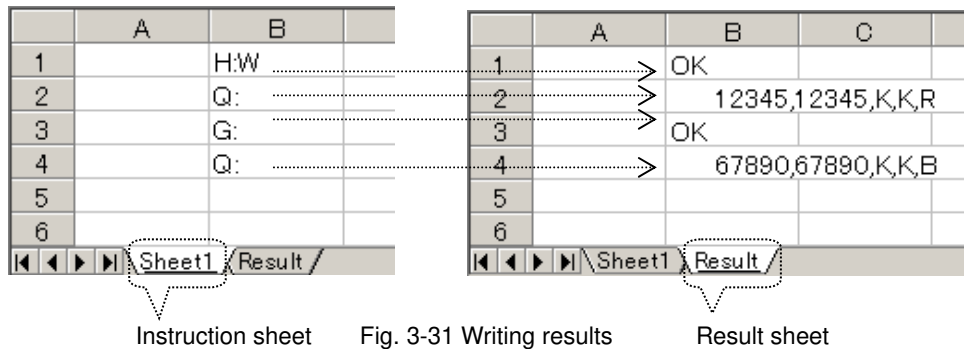 A B
1 H:W
2 Q:
3 G:
4 Q:
5
6
Sheet1 Result
A B C
1 OK
2 12345,12345,K,K,R
3 OK
4 67890,67890,K,K,B
5
6
Sheet1 Result
Instruction sheet Fig. 3-31 Writing results Result sheet